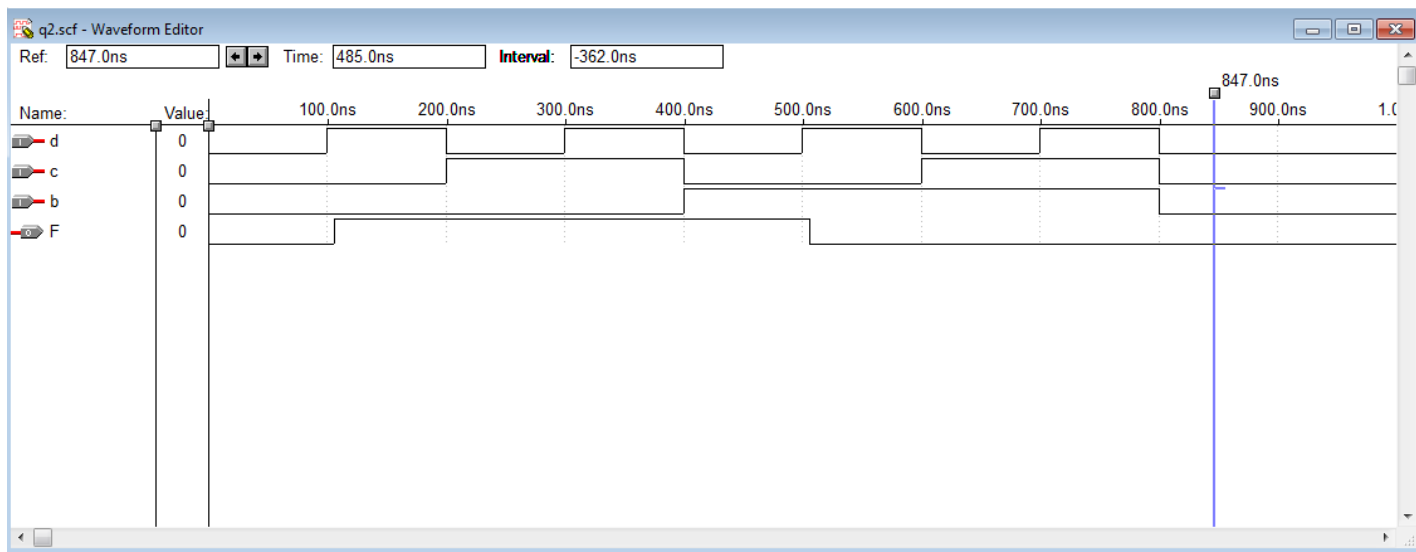 q2.scf - Waveform Editor
Ref: 847.0ns Time: 485.0ns Interval: -362.0ns
847.0ns
Name: Value: 100.0ns 200.0ns 300.0ns 400.0ns 500.0ns 600.0ns 700.0ns 800.0ns 900.0ns 1.0
d 0
c 0
b 0
F 0